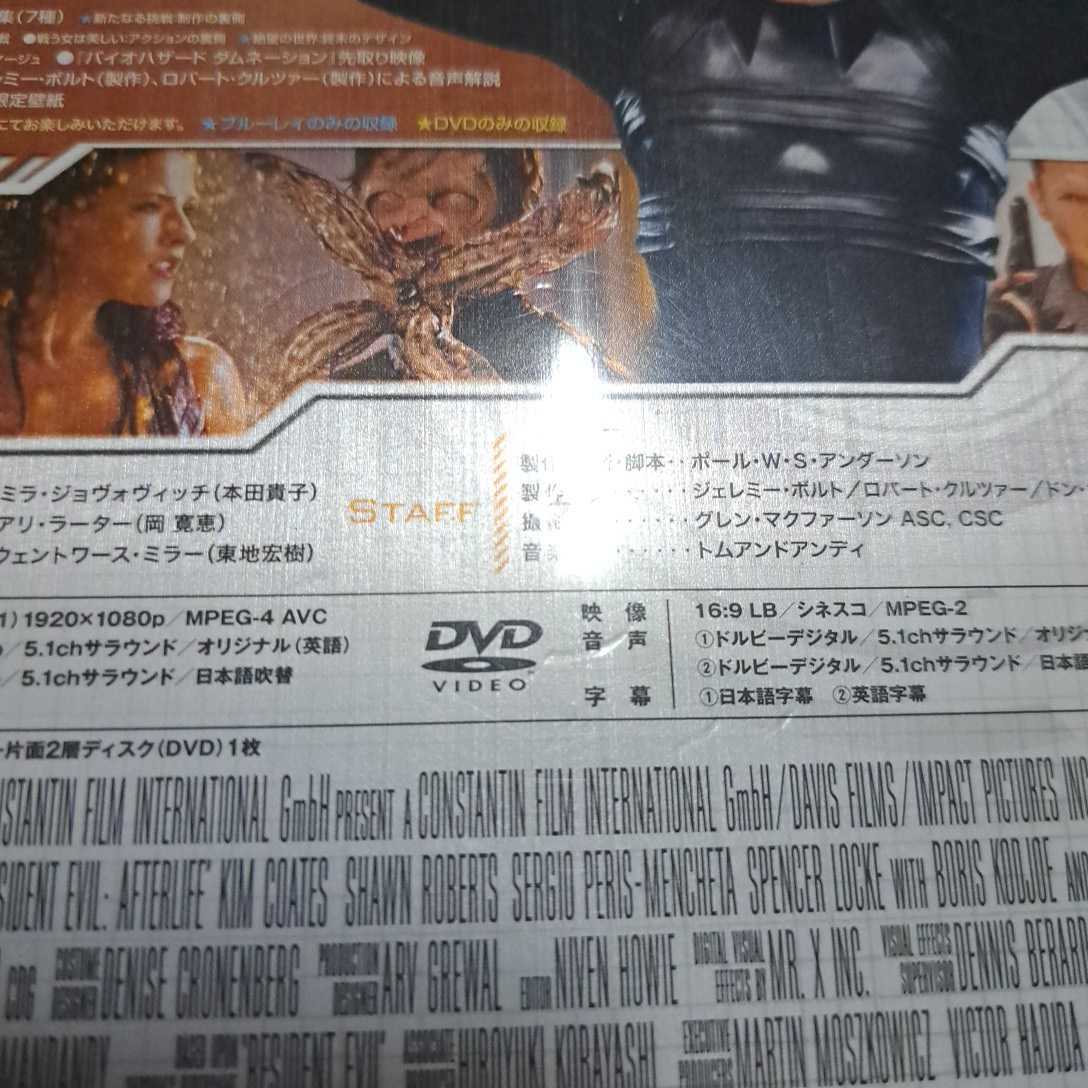 集(7種) ★新たなる挑戦:制作の裏側
●戦う女は美しい:アクションの裏側 ★絶望の世界:終末のデザイン
ージュ ●『バイオハザード ダムネーション』先取り映像
ミー・ボルト(製作)、ロバート・クルツァー(製作)による音声解説
限定壁紙
にてお楽しみいただけます。 ★ブルーレイのみの収録 ★DVDのみの収録
ミラ・ジョヴォヴィッチ(本田貴子)
アリ・ラーター(岡 寛恵)
ウェントワース・ミラー(東地宏樹)
STAFF
脚本‥ポール・W・S・アンダーソン
製作‥‥‥ジェレミー・ボルト/ロバート・クルツァー/ドン・
グレン・マクファーソン ASC, CSC
‥‥‥トムアンドアンディ
1)1920×1080p/MPEG-4 AVC
/5.1chサラウンド/オリジナル(英語)
/5.1chサラウンド/日本語吹替
DVD
VIDEO
映 像 16:9 LB/シネスコ/MPEG-2
音 声 ①ドルビーデジタル/5.1chサラウンド/オリジ
②ドルビーデジタル/5.1chサラウンド/日本語
字 幕 ①日本語字幕 ②英語字幕
片面2層ディスク(DVD)1枚
NSTANTIN FILM INTERNATIONAL GmbH PRESENT A CONSTANTIN FILM INTERNATIONAL GmbH/DAVIS FILMS/IMPACT PICTURES IN
SIDENT EVIL: AFTERLIFE" KIM COATES SHAWN ROBERTS SERGIO PERIS-MENCHETA SPENCER LOCKE WITH BORIS KODJOE AND
CDG COSTUME DESIGNER DENISE CRONENBERG PRODUCTION DESIGNER ARV GREWAL EDITOR NIVEN HOWIE DIGITAL VISUAL EFFECTS BY MR. X INC. VISUAL EFFECTS SUPERVISOR DENNIS BERAR
BASED UPON "RESIDENT EVIL" ASSOCIATE HIROYUKI KOBAYASHI EXECUTIVE PRODUCERS MARTIN MOSZKOWICZ VICTOR HADIDA